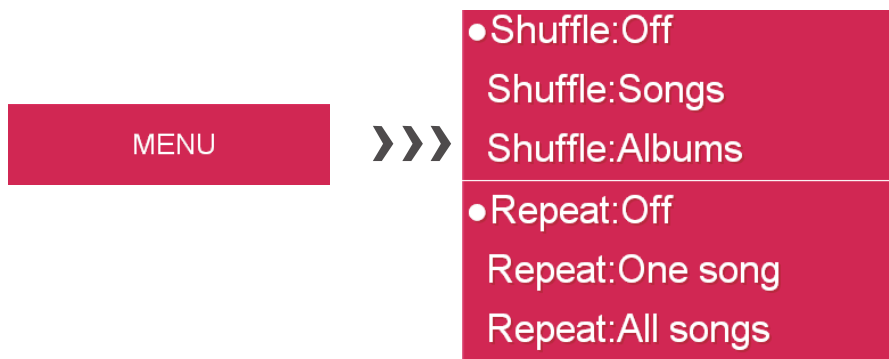 MENU
●Shuffle:Off
Shuffle:Songs
Shuffle:Albums
●Repeat:Off
Repeat:One song
Repeat:All songs